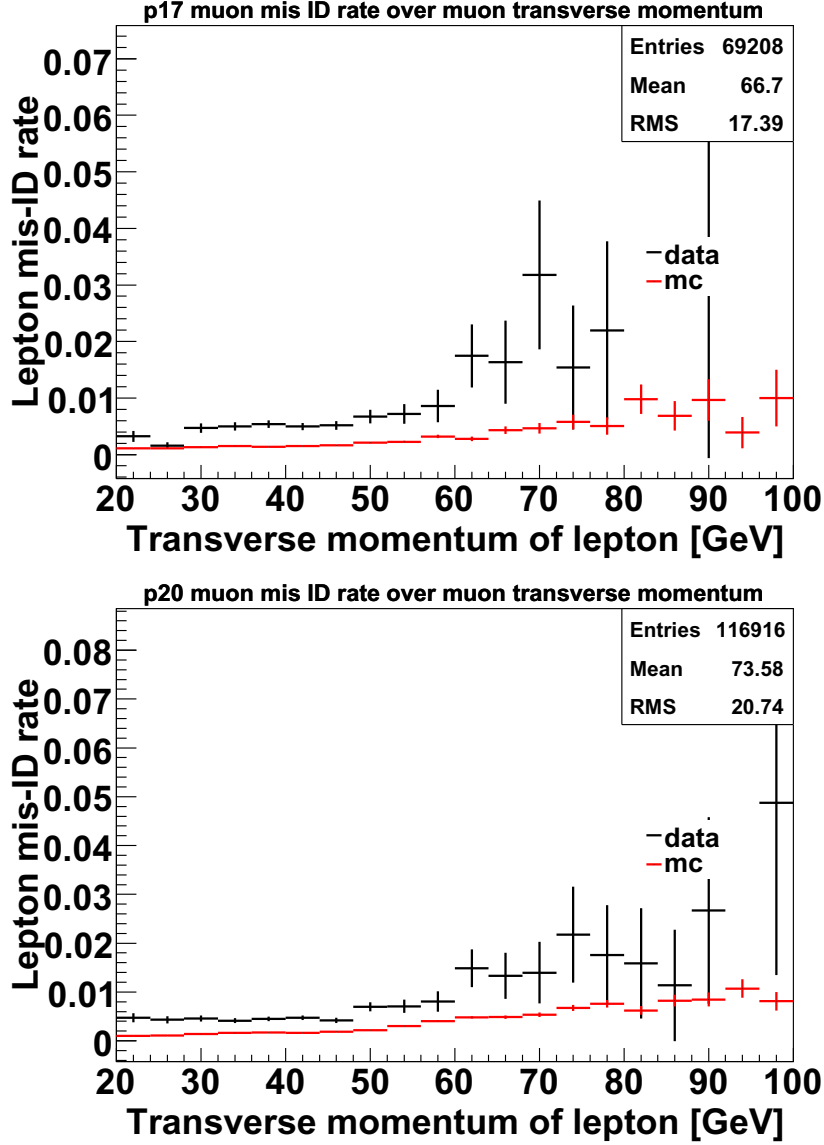 p17 muon mis ID rate over muon transverse momentum
Entries 69208
Mean 66.7
RMS 17.39
Lepton mis-ID rate
0.07
0.06
0.05
0.04
0.03
0.02
0.01
0
data
mc
20 30 40 50 60 70 80 90 100
Transverse momentum of lepton [GeV]
p20 muon mis ID rate over muon transverse momentum
Entries 116916
Mean 73.58
RMS 20.74
Lepton mis-ID rate
0.08
0.07
0.06
0.05
0.04
0.03
0.02
0.01
0
data
mc
20 30 40 50 60 70 80 90 100
Transverse momentum of lepton [GeV]